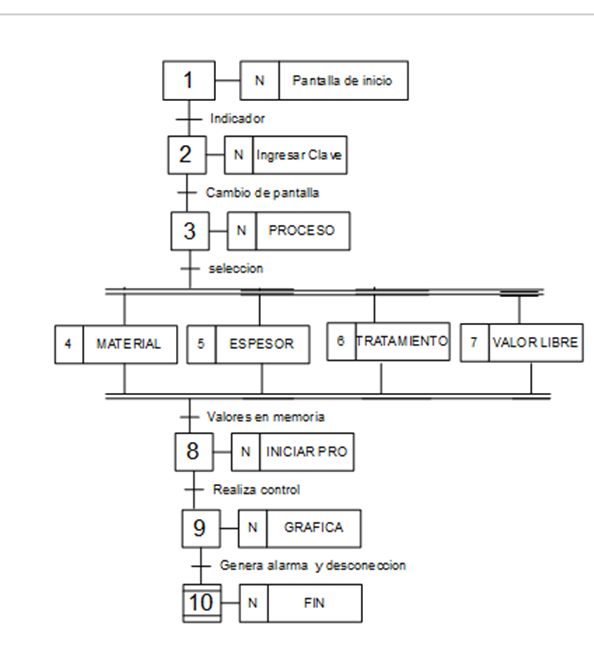 1 N Pantalla de inicio
Indicador
2 N Ingresar Clave
Cambio de pantalla
3 N PROCESO
seleccion
4 MATERIAL 5 ESPESOR 6 TRATAMIENTO 7 VALOR LIBRE
Valores en memoria
8 N INICIAR PRO
Realiza control
9 N GRAFICA
Genera alarma y desconeccion
10 N FIN